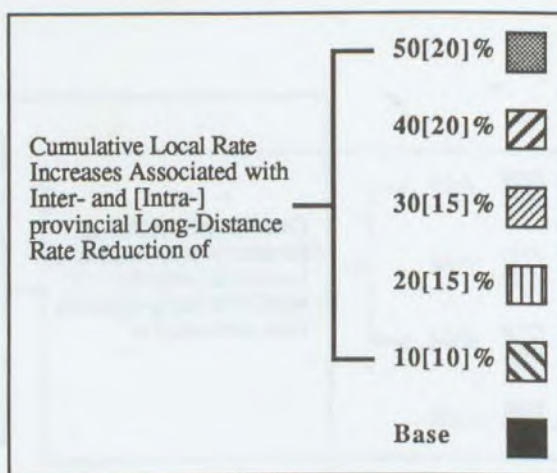 50[20]%
40[20]%
Cumulative Local Rate
Increases Associated with
Inter- and [Intra-]
provincial Long-Distance
Rate Reduction of
30[15]%
20[15]%
10[10]%
Base